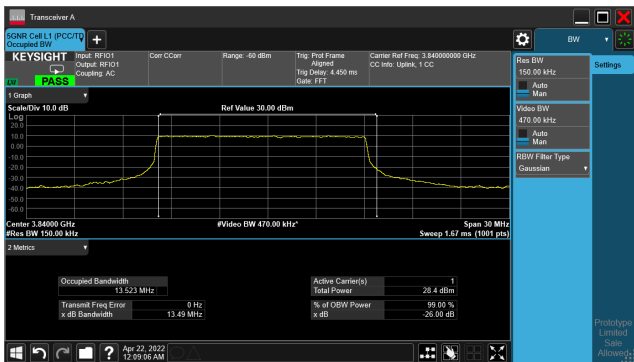 Transceiver A
5GNR Cell L1 (PCC/TD
Occupied BW
BW
KEYSIGHT
LXI
PASS
Input: RFIO1
Output: RFIO1
Coupling: AC
Corr CCorr
Range: -60 dBm
Trig: Prot Frame
Aligned
Trig Delay: 4.450 ms
Gate: FFT
Carrier Ref Freq: 3.840000000 GHz
CC Info: Uplink, 1 CC
Res BW
150.00 kHz
Auto
Man
Settings
Video BW
470.00 kHz
Auto
Man
RBW Filter Type
Gaussian
1 Graph
Scale/Div 10.0 dB
Ref Value 30.00 dBm
Log
20.0
10.0
0.00
-10.0
-20.0
-30.0
-40.0
-50.0
-60.0
Center 3.84000 GHz
#Video BW 470.00 kHz*
Span 30 MHz
#Res BW 150.00 kHz
Sweep 1.67 ms (1001 pts)
2 Metrics
Occupied Bandwidth
13.523 MHz
Active Carrier(s) 1
Total Power 28.4 dBm
Transmit Freq Error 0 Hz
x dB Bandwidth 13.49 MHz
% of OBW Power 99.00 %
x dB -26.00 dB
Prototype
Limited
Sale
Allowed
?
Apr 22, 2022
12:09:06 AM